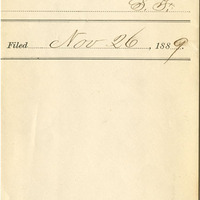 S. F.
Filed Nov 26, 1889.